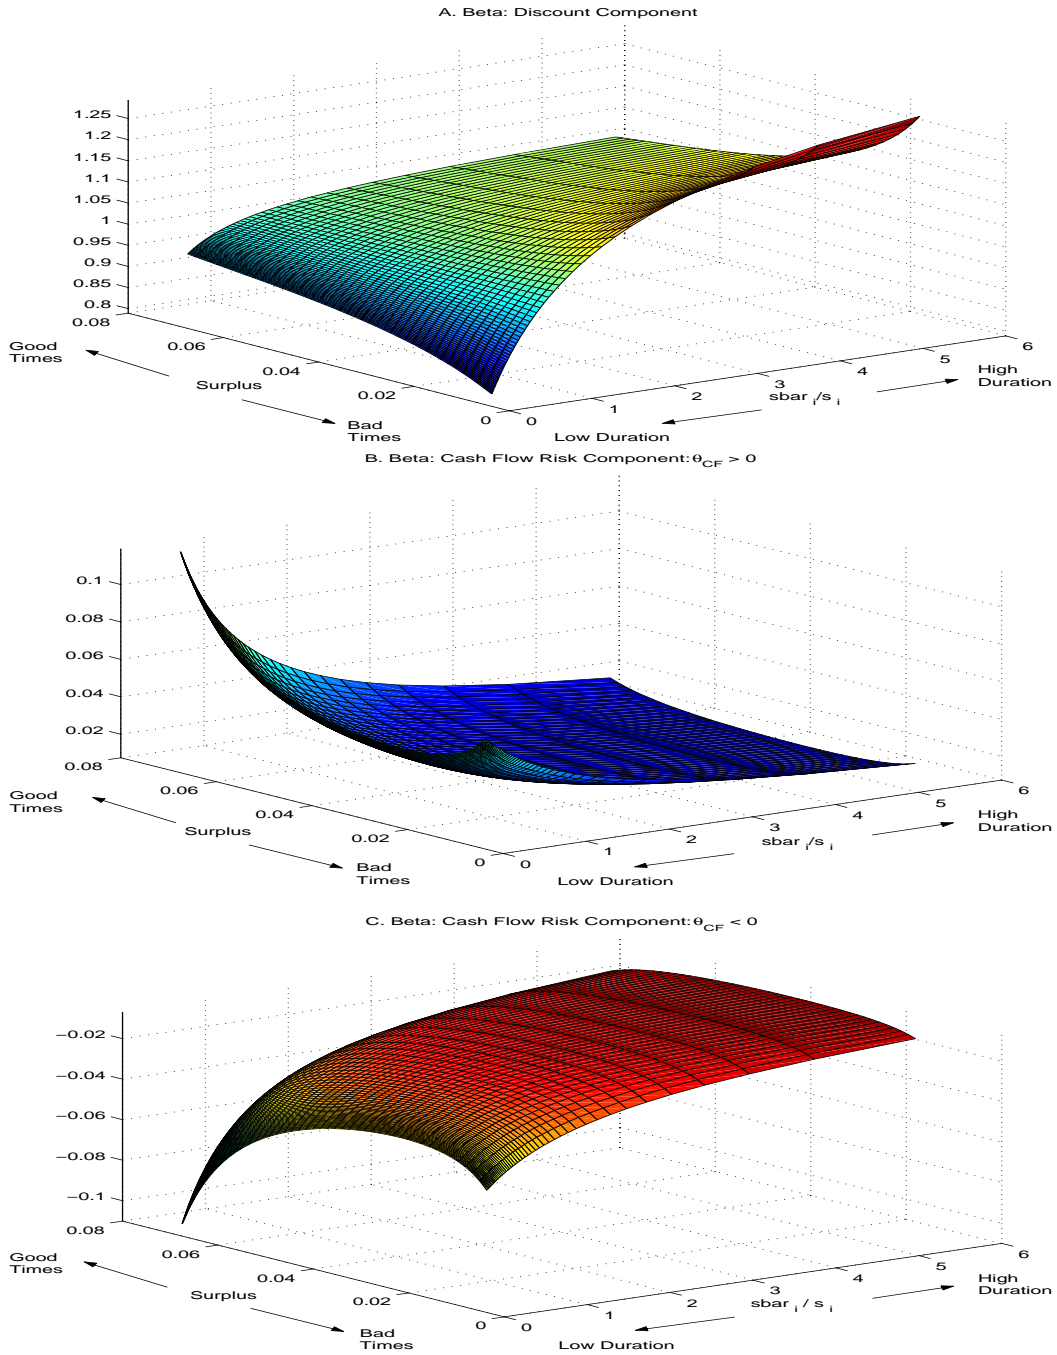 A. Beta: Discount Component
1.25
1.2
1.15
1.1
1.05
1
0.95
0.9
0.85
0.8
0.08
0.06
0.04
0.02
0
0
1
2
3
4
5
6
Good
Times
Surplus
Bad
Times
Low Duration
sbar i/s i
High
Duration
B. Beta: Cash Flow Risk Component:θCF > 0
0.1
0.08
0.06
0.04
0.02
0.08
0.06
0.04
0.02
0
0
1
2
3
4
5
6
Good
Times
Surplus
Bad
Times
Low Duration
sbar i/s i
High
Duration
C. Beta: Cash Flow Risk Component:θCF < 0
−0.02
−0.04
−0.06
−0.08
−0.1
0.08
0.06
0.04
0.02
0
0
1
2
3
4
5
6
Good
Times
Surplus
Bad
Times
Low Duration
sbar i / s i
High
Duration